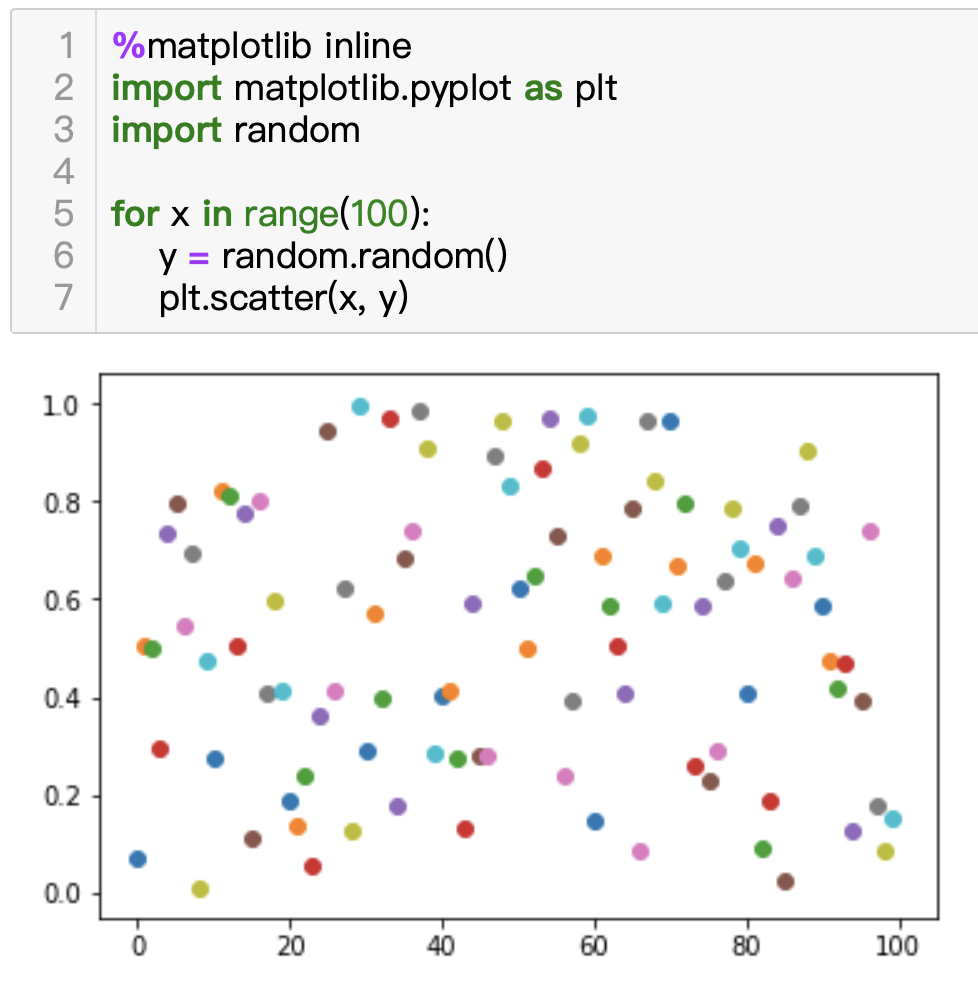 1 %matplotlib inline
2 import matplotlib.pyplot as plt
3 import random
4
5 for x in range(100):
6     y = random.random()
7     plt.scatter(x, y)
1.0
0.8
0.6
0.4
0.2
0.0
0 20 40 60 80 100